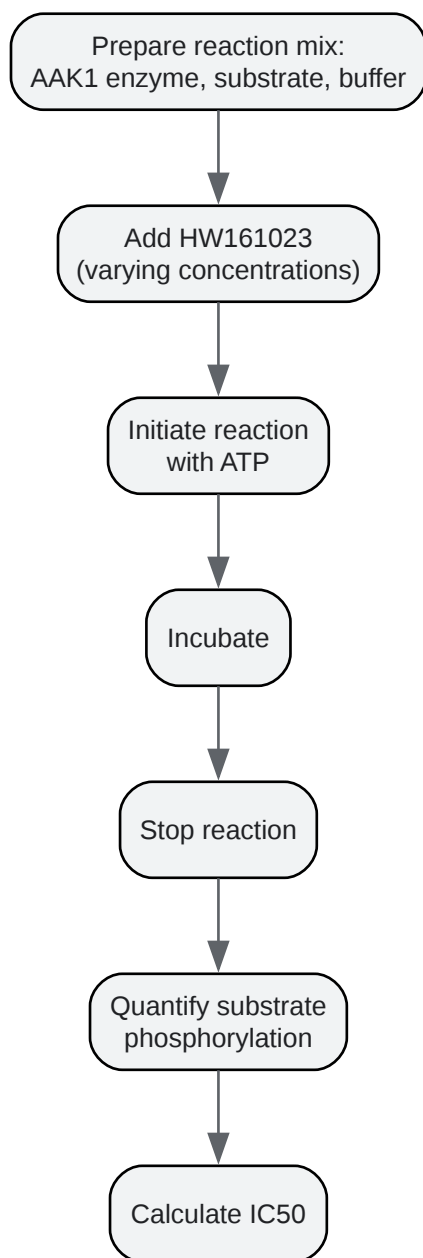 Prepare reaction mix:
AAK1 enzyme, substrate, buffer
Add HW161023
(varying concentrations)
Initiate reaction
with ATP
Incubate
Stop reaction
Quantify substrate
phosphorylation
Calculate IC50